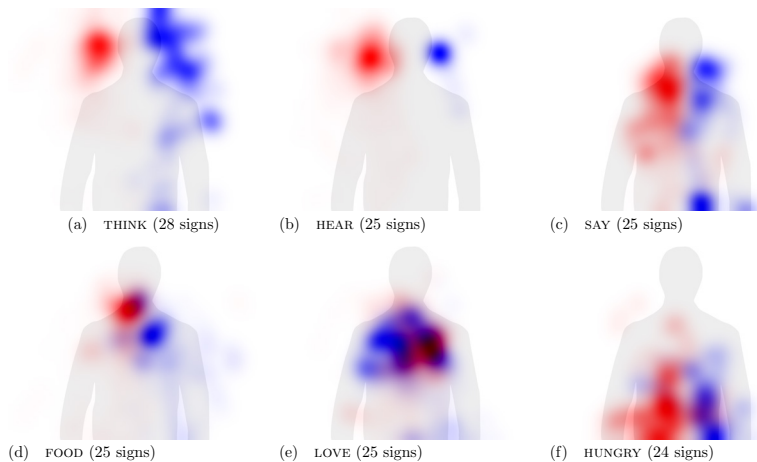 (a) THINK (28 signs) (b) HEAR (25 signs) (c) SAY (25 signs)
(d) FOOD (25 signs) (e) LOVE (25 signs) (f) HUNGRY (24 signs)